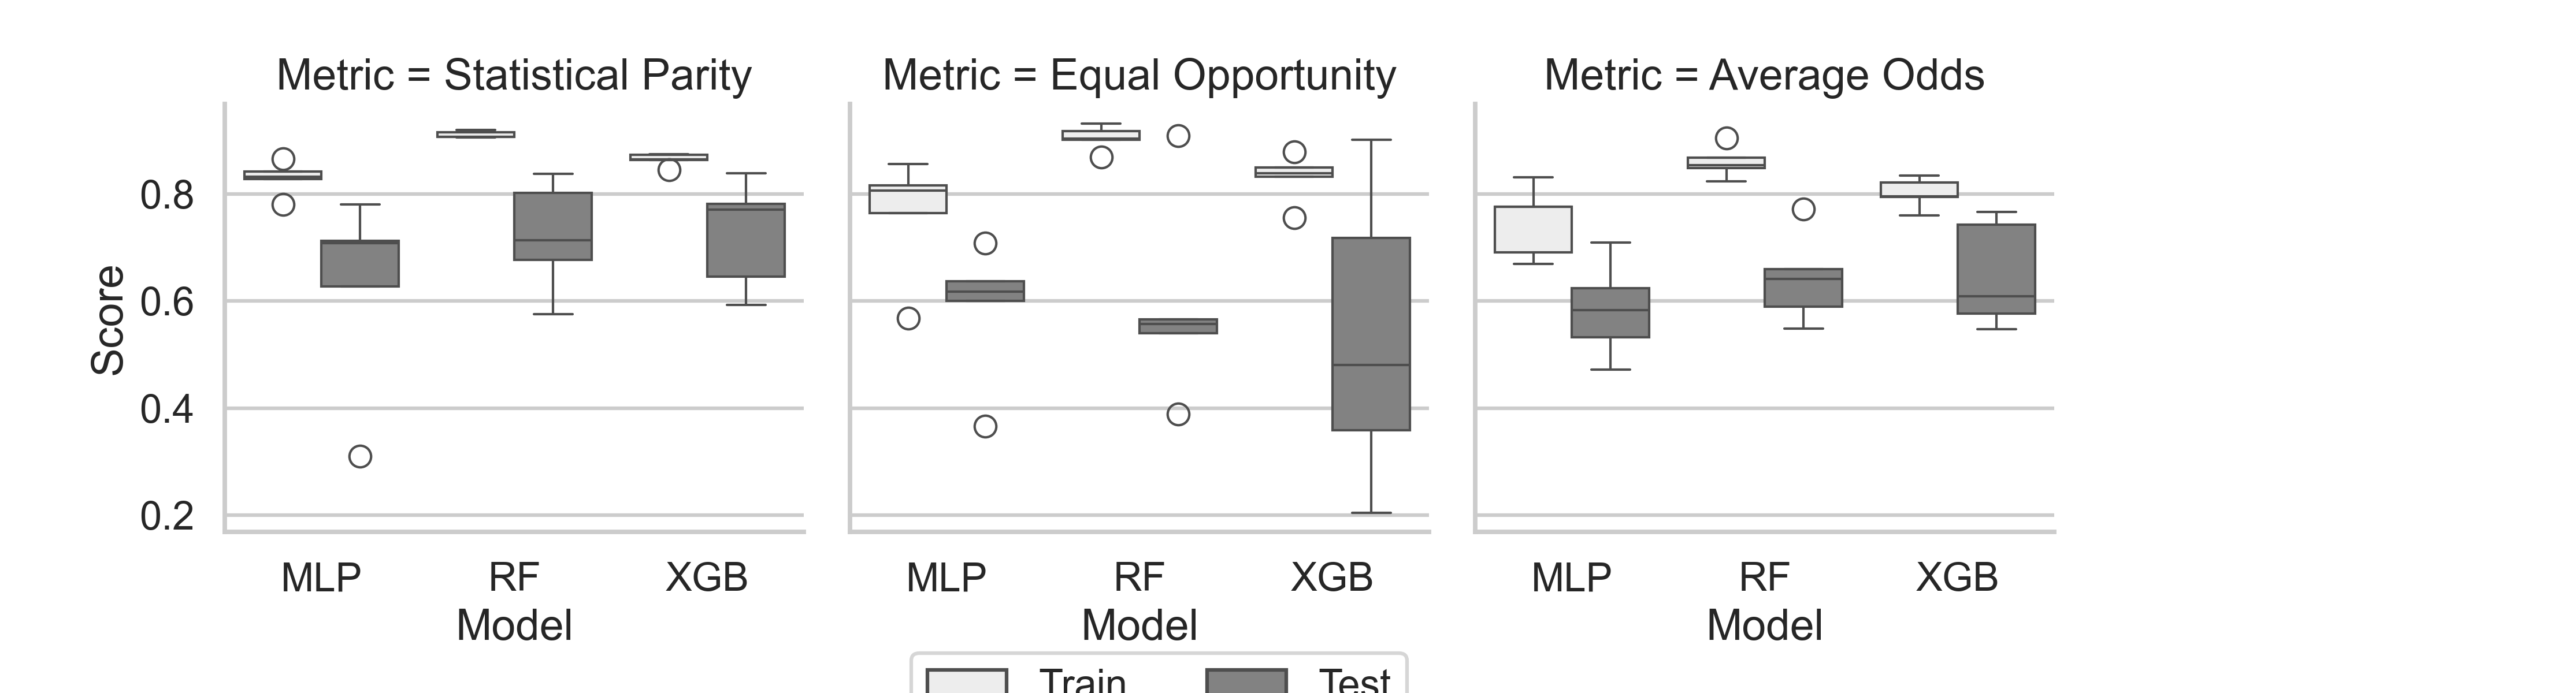 Metric = Statistical Parity
Metric = Equal Opportunity
Metric = Average Odds
Score
0.8
0.6
0.4
0.2
MLP RF XGB
Model
MLP RF XGB
Model
MLP RF XGB
Model
Train Test